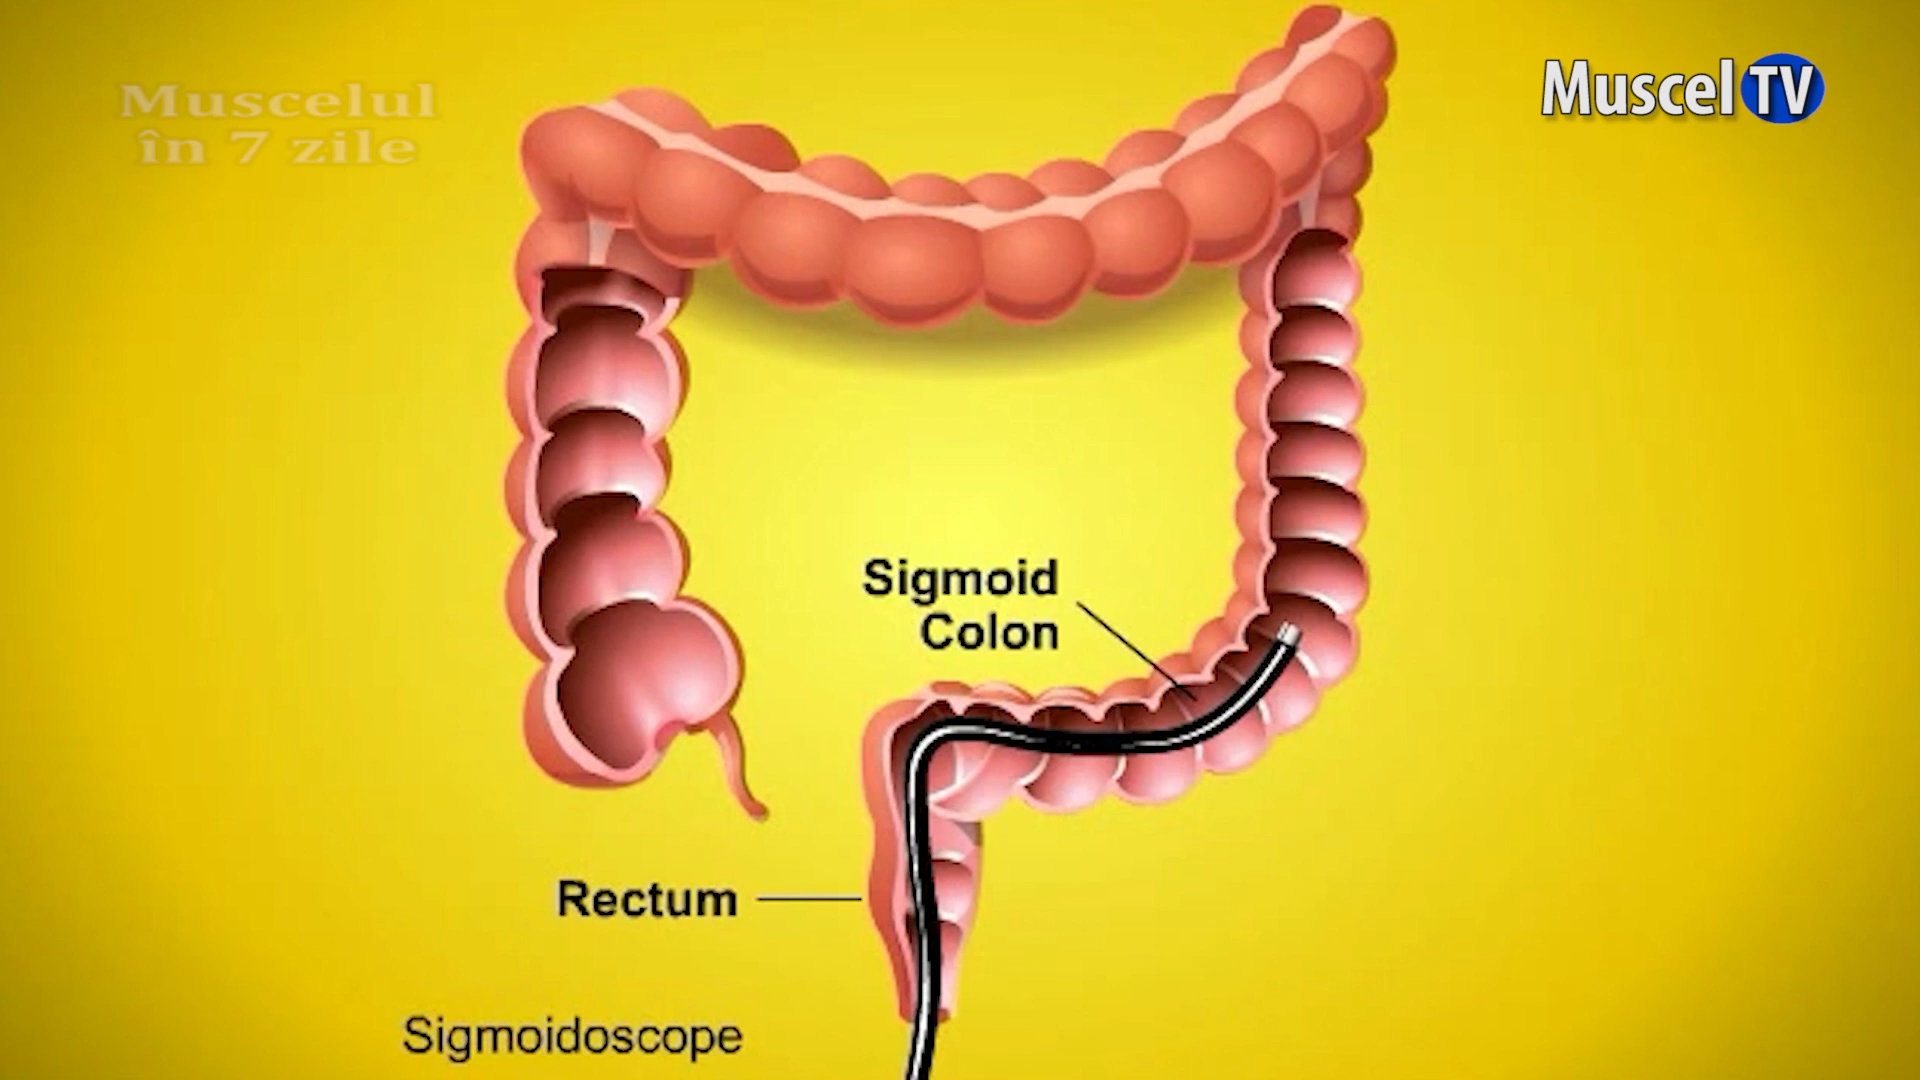 Muscelul
în 7 zile
Muscel TV
Sigmoid
Colon
Rectum
Sigmoidoscope